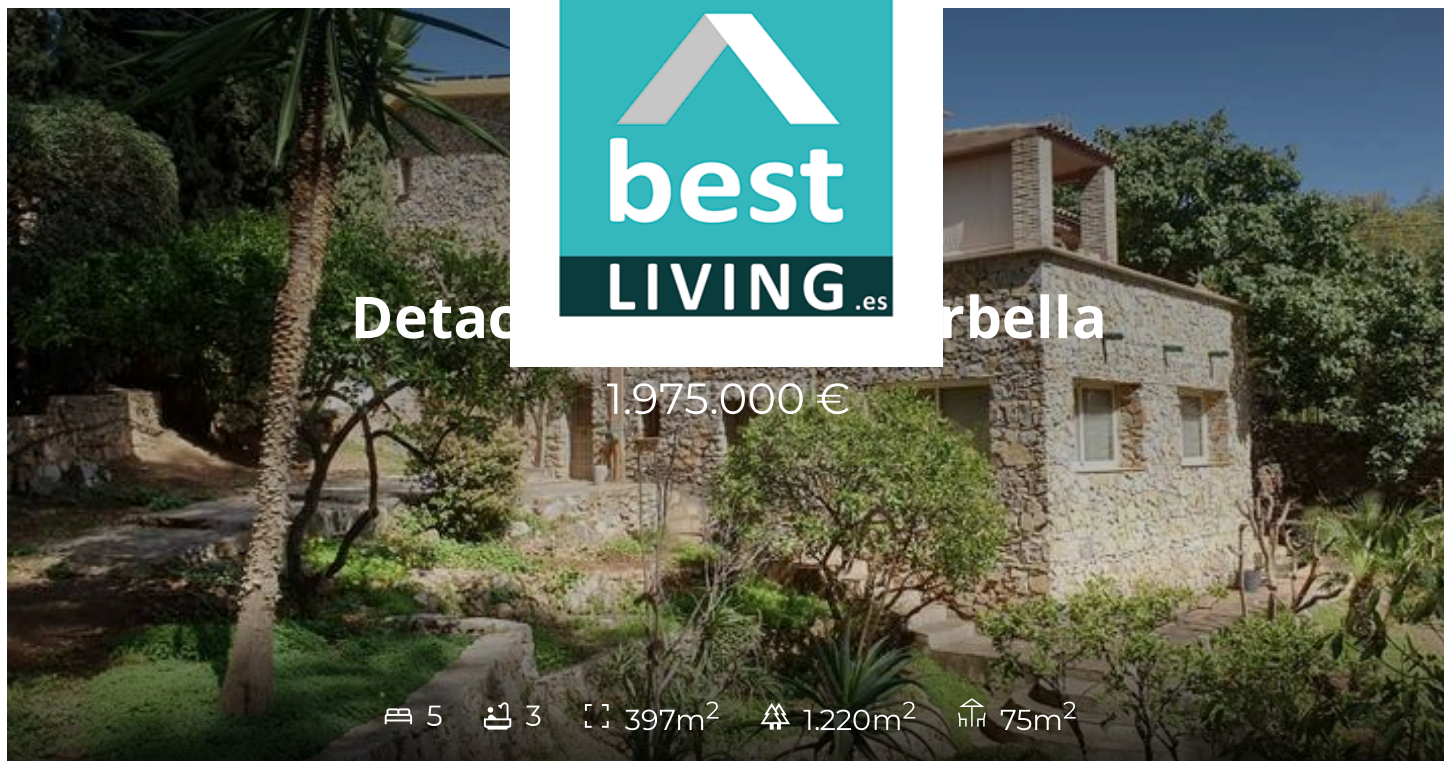 best
LIVING.es
Detac rbella
1.975.000 €
5 3 397m² 1.220m² 75m²